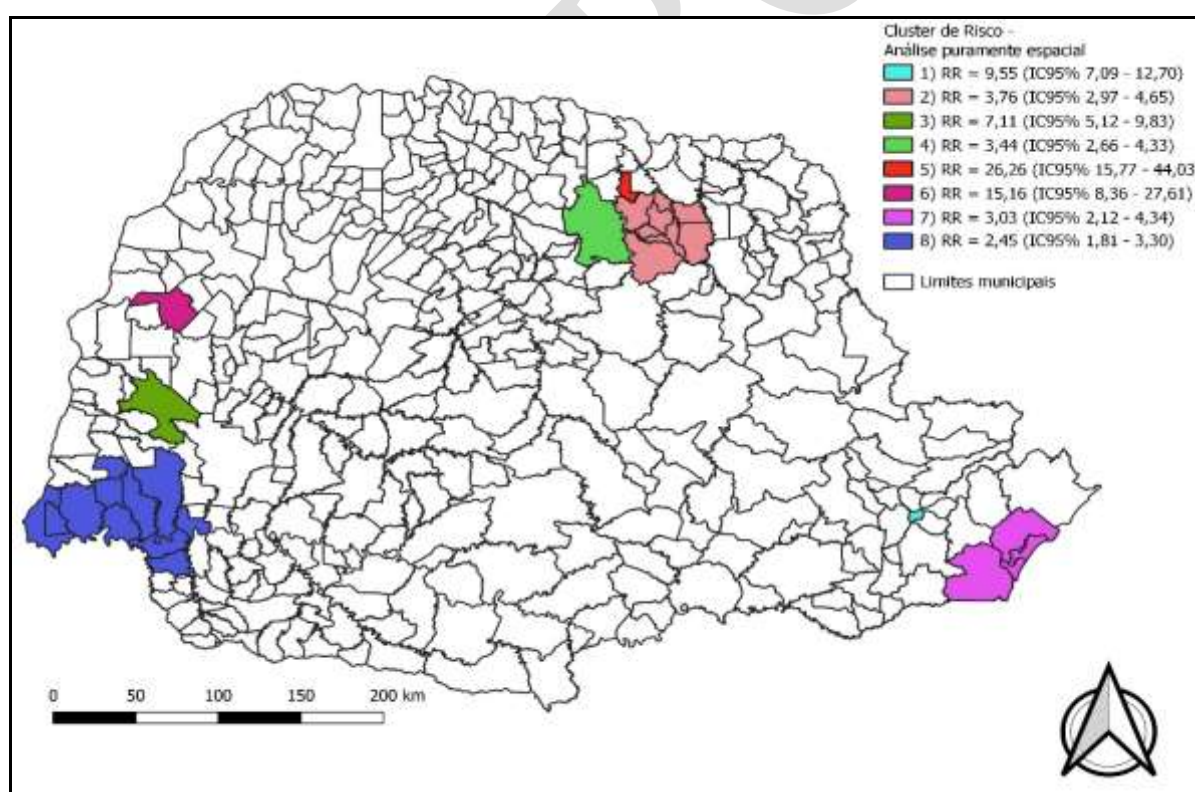 Cluster de Risco -
Análise puramente espacial
1) RR = 9,55 (IC95% 7,09 - 12,70)
2) RR = 3,76 (IC95% 2,97 - 4,65)
3) RR = 7,11 (IC95% 5,12 - 9,83)
4) RR = 3,44 (IC95% 2,66 - 4,33)
5) RR = 26,26 (IC95% 15,77 - 44,03
6) RR = 15,16 (IC95% 8,36 - 27,61)
7) RR = 3,03 (IC95% 2,12 - 4,34)
8) RR = 2,45 (IC95% 1,81 - 3,30)
Limites municipais
0 50 100 150 200 km